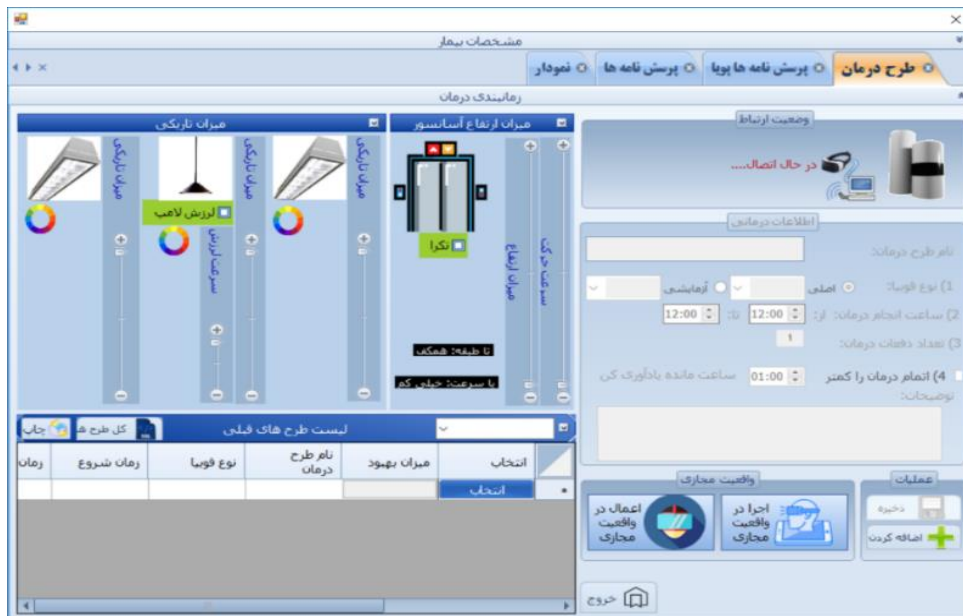 مشخصات بیمار
طرح درمان
پرسش نامه ها پویا
پرسش نامه ها
نمودار
زمانبندی درمان
وضعیت ارتباط
در حال اتصال....
اطلاعات درمانی
نام طرح درمان:
1) نوع فوبیا:
اصلی
آزمایشی
2) ساعت انجام درمان: از: 12:00 تا: 12:00
3) تعداد دفعات درمان: ۱
4) اتمام درمان را کمتر 01:00 ساعت مانده یادآوری کن
توضیحات:
میزان ارتفاع آسانسور
سرعت حرکت
میزان ارتفاع
تکرا
تا طبقه: همکف
با سرعت: خیلی کم
میزان تاریکی
میزان تاریکی
میزان تاریکی
لرزش لامپ
سرعت لرزش
میزان تاریکی
لیست طرح های قبلی
کل طرح ه
چاپ
انتخاب
میزان بهبود
نام طرح درمان
نوع فوبیا
زمان شروع
زمان
انتخاب
واقعیت مجازی
اجرا در واقعیت مجازی
اعمال در واقعیت مجازی
عملیات
ذخیره
اضافه کردن
خروج